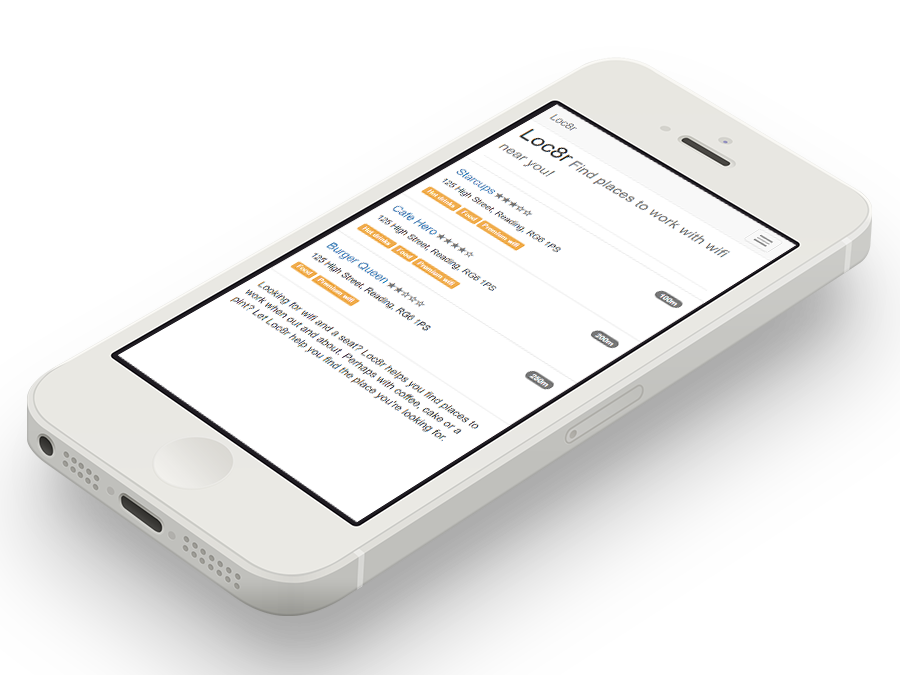 Loc8r
Loc8r Find places to work with wifi
near you!
Starcups ★★★☆☆
125 High Street, Reading, RG6 1PS
Hot drinks Food Premium wifi
100m
Cafe Hero ★★★★☆
125 High Street, Reading, RG6 1PS
Hot drinks Food Premium wifi
200m
Burger Queen ★★☆☆☆
125 High Street, Reading, RG6 1PS
Food Premium wifi
250m
Looking for wifi and a seat? Loc8r helps you find places to
work when out and about. Perhaps with coffee, cake or a
pint? Let Loc8r help you find the place you're looking for.